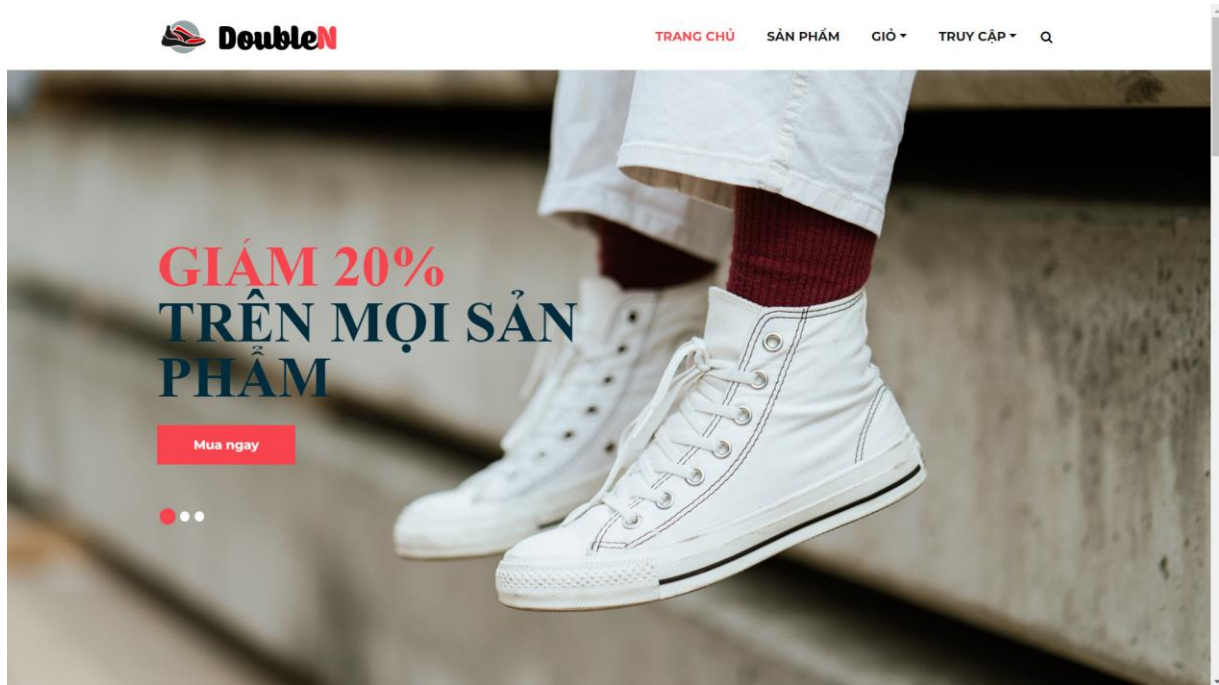 DoubleN
TRANG CHỦ SẢN PHẨM GIỎ TRUY CẬP
GIẢM 20%
TRÊN MỌI SẢN
PHẨM
Mua ngay